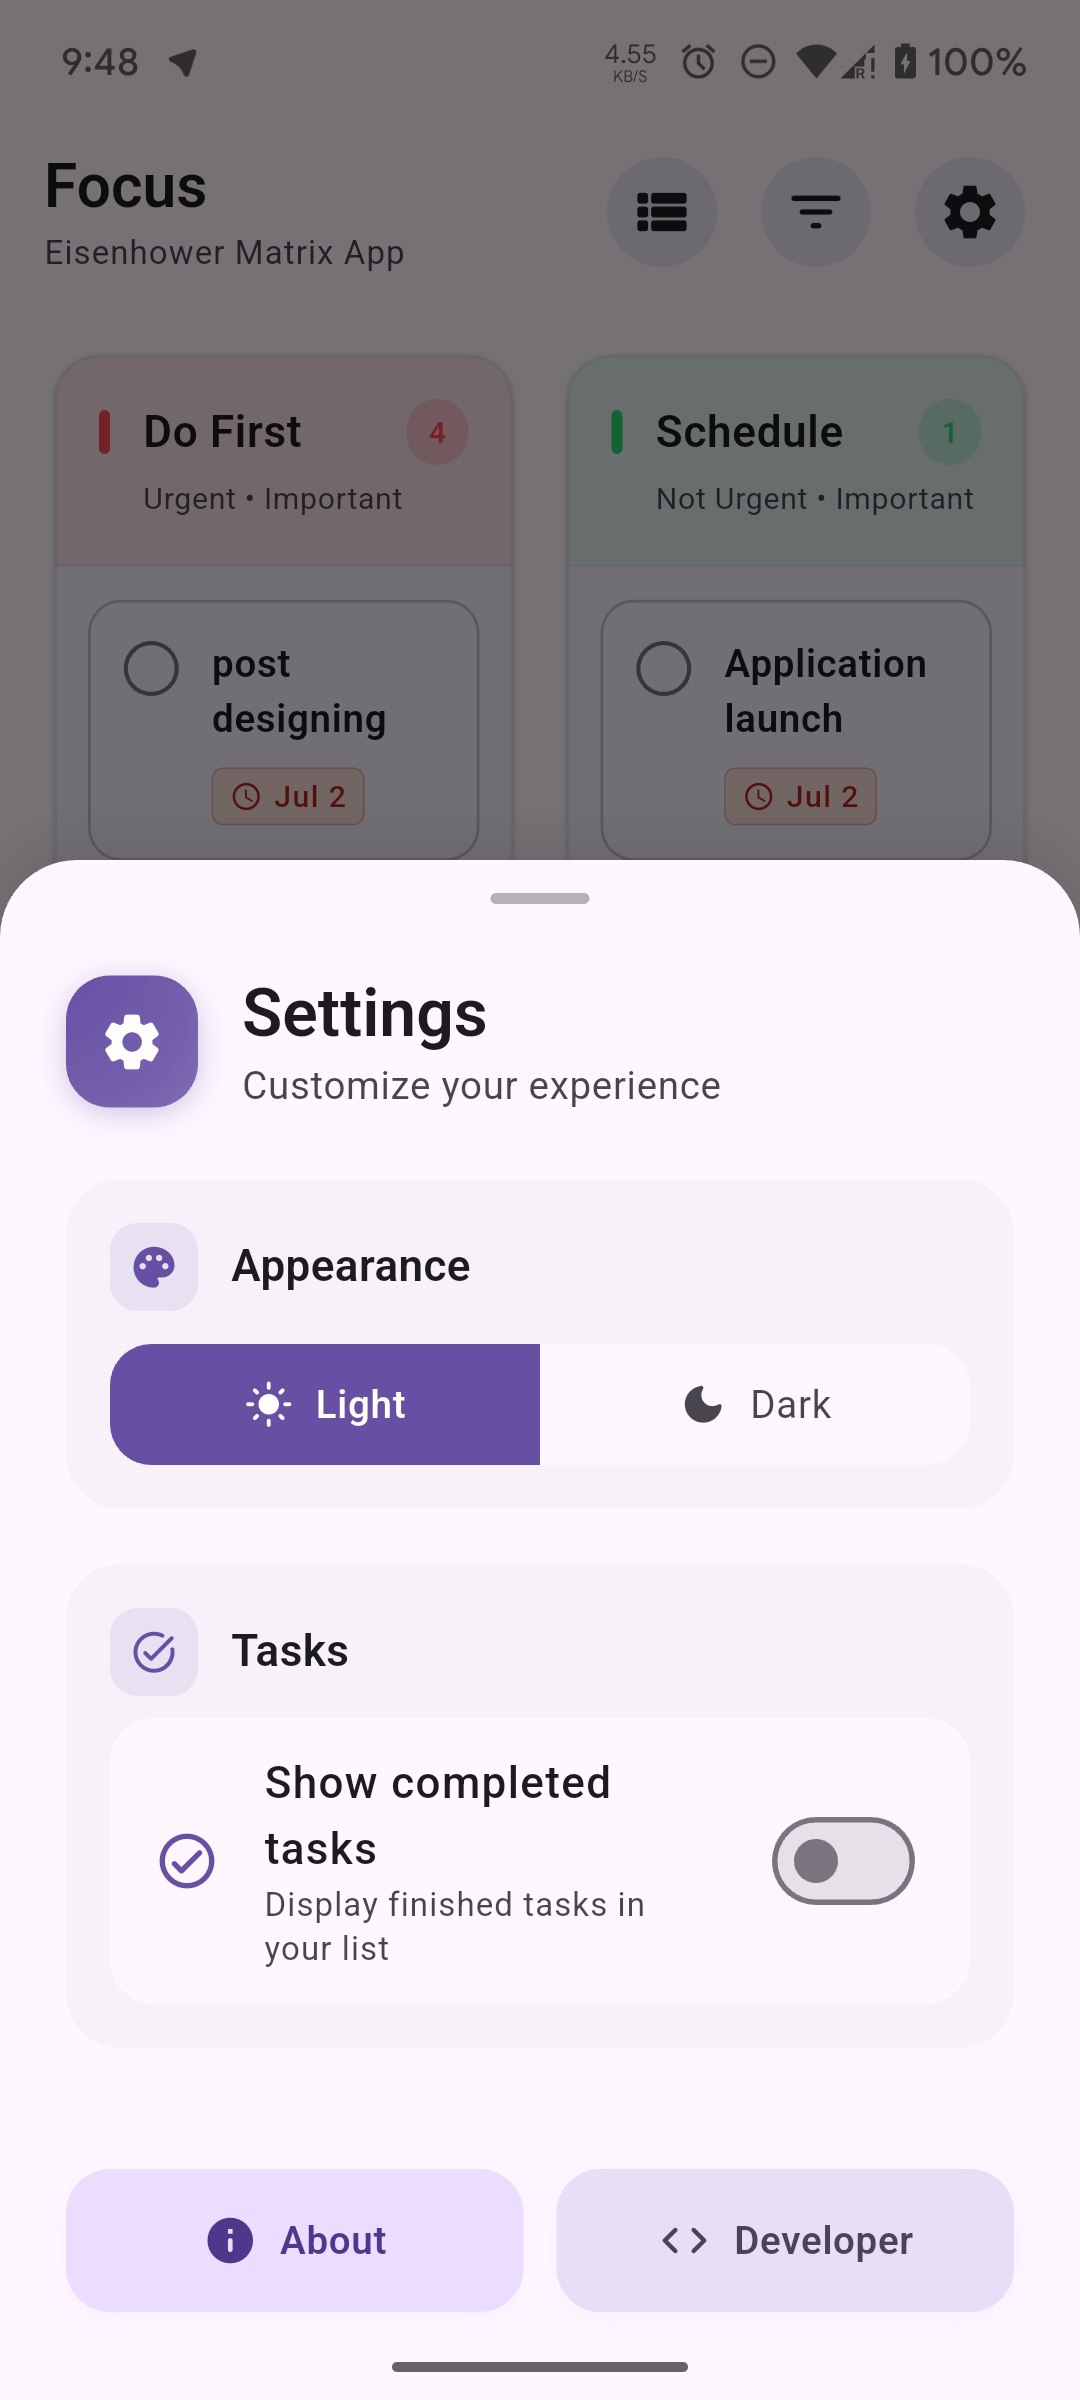 9:48
4.55
KB/S
R
100%
Focus
Eisenhower Matrix App
Do First
4
Schedule
1
Urgent • Important
Not Urgent • Important
post
designing
Application
launch
Jul 2
Jul 2
Settings
Customize your experience
Appearance
Light
Dark
Tasks
Show completed
tasks
Display finished tasks in
your list
About
Developer